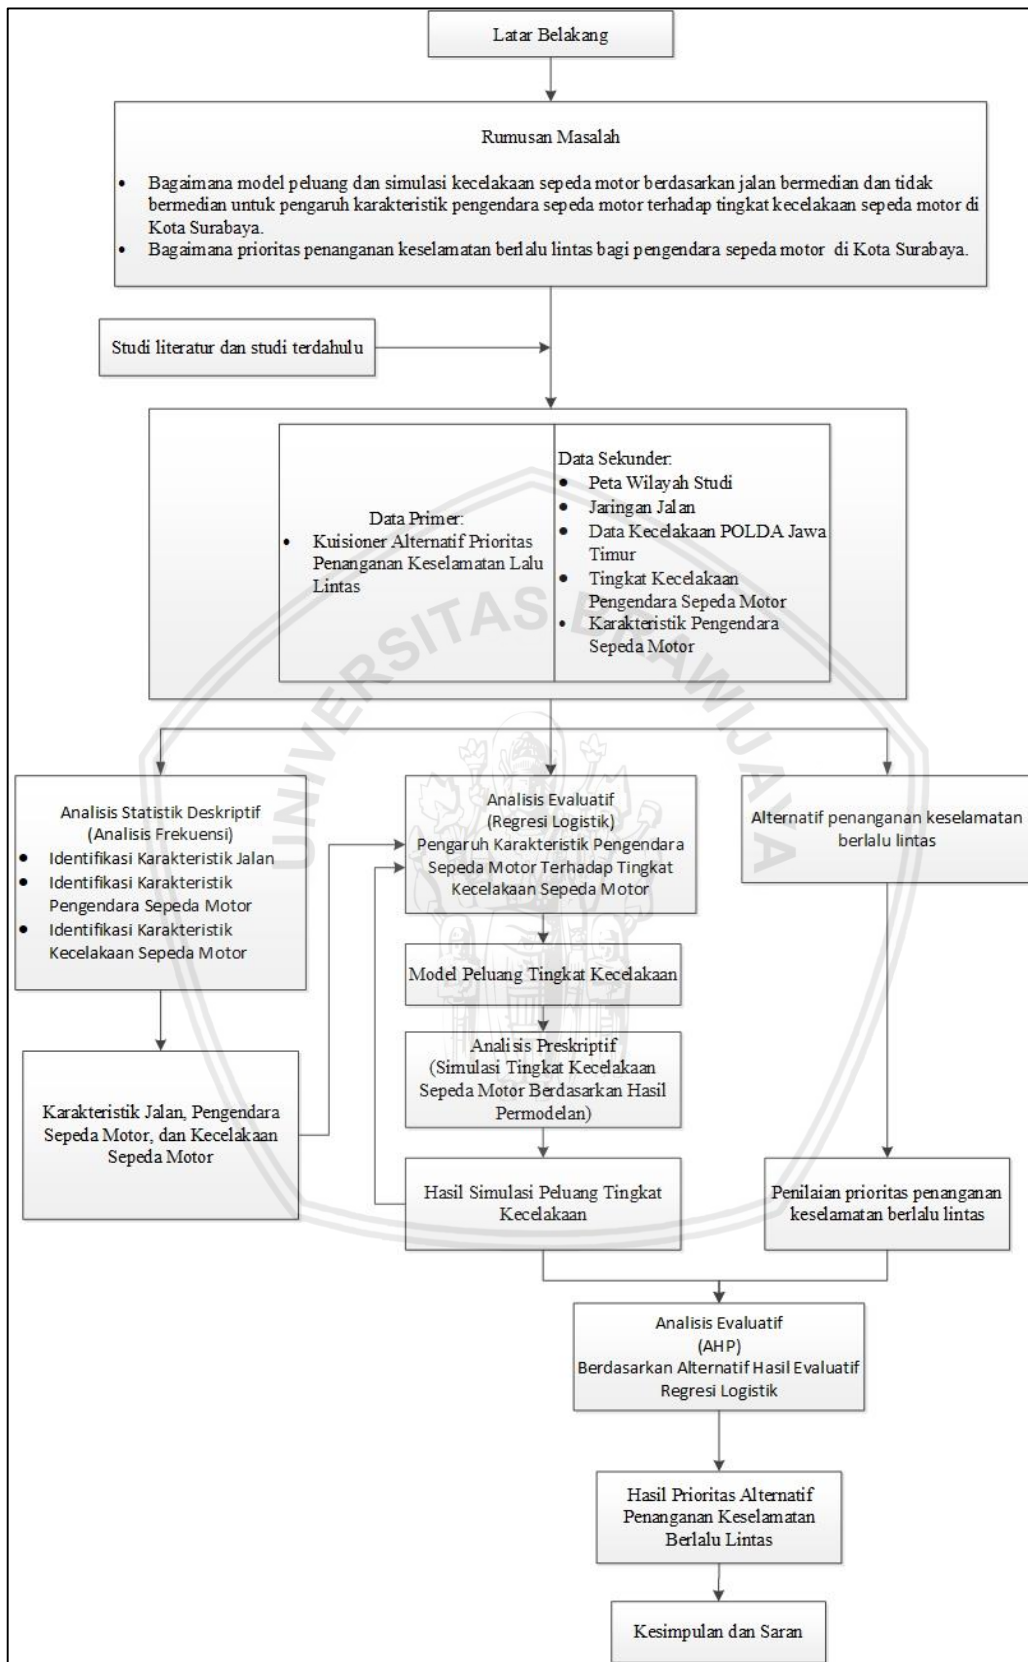 Latar Belakang
Rumusan Masalah
• Bagaimana model peluang dan simulasi kecelakaan sepeda motor berdasarkan jalan bermedian dan tidak
bermedian untuk pengaruh karakteristik pengendara sepeda motor terhadap tingkat kecelakaan sepeda motor di
Kota Surabaya.
• Bagaimana prioritas penanganan keselamatan berlalu lintas bagi pengendara sepeda motor di Kota Surabaya.
Studi literatur dan studi terdahulu
Data Primer:
• Kuisioner Alternatif Prioritas
Penanganan Keselamatan Lalu
Lintas
Data Sekunder:
• Peta Wilayah Studi
• Jaringan Jalan
• Data Kecelakaan POLDA Jawa
Timur
• Tingkat Kecelakaan
Pengendara Sepeda Motor
• Karakteristik Pengendara
Sepeda Motor
UNIVERSITAS BRAWIJAYA
Analisis Statistik Deskriptif
(Analisis Frekuensi)
• Identifikasi Karakteristik Jalan
• Identifikasi Karakteristik
Pengendara Sepeda Motor
• Identifikasi Karakteristik
Kecelakaan Sepeda Motor
Analisis Evaluatif
(Regresi Logistik)
Pengaruh Karakteristik Pengendara
Sepeda Motor Terhadap Tingkat
Kecelakaan Sepeda Motor
Alternatif penanganan keselamatan
berlalu lintas
Model Peluang Tingkat Kecelakaan
Analisis Preskriptif
(Simulasi Tingkat Kecelakaan
Sepeda Motor Berdasarkan Hasil
Permodelan)
Karakteristik Jalan, Pengendara
Sepeda Motor, dan Kecelakaan
Sepeda Motor
Hasil Simulasi Peluang Tingkat
Kecelakaan
Penilaian prioritas penanganan
keselamatan berlalu lintas
Analisis Evaluatif
(AHP)
Berdasarkan Alternatif Hasil Evaluatif
Regresi Logistik
Hasil Prioritas Alternatif
Penanganan Keselamatan
Berlalu Lintas
Kesimpulan dan Saran